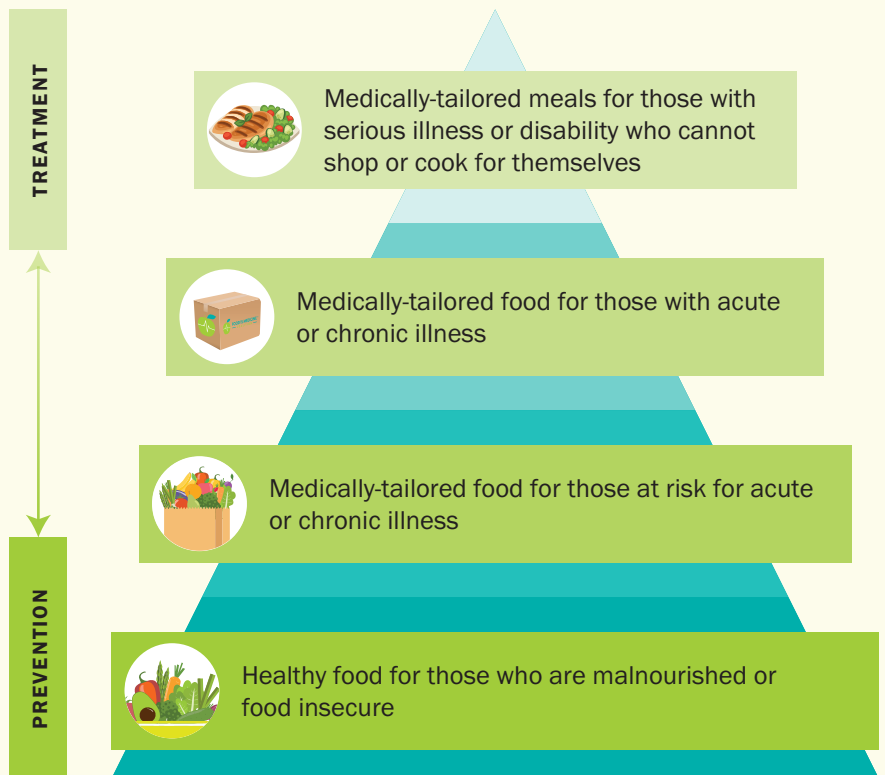 TREATMENT
Medically-tailored meals for those with
serious illness or disability who cannot
shop or cook for themselves
Medically-tailored food for those with acute
or chronic illness
Medically-tailored food for those at risk for acute
or chronic illness
PREVENTION
Healthy food for those who are malnourished or
food insecure